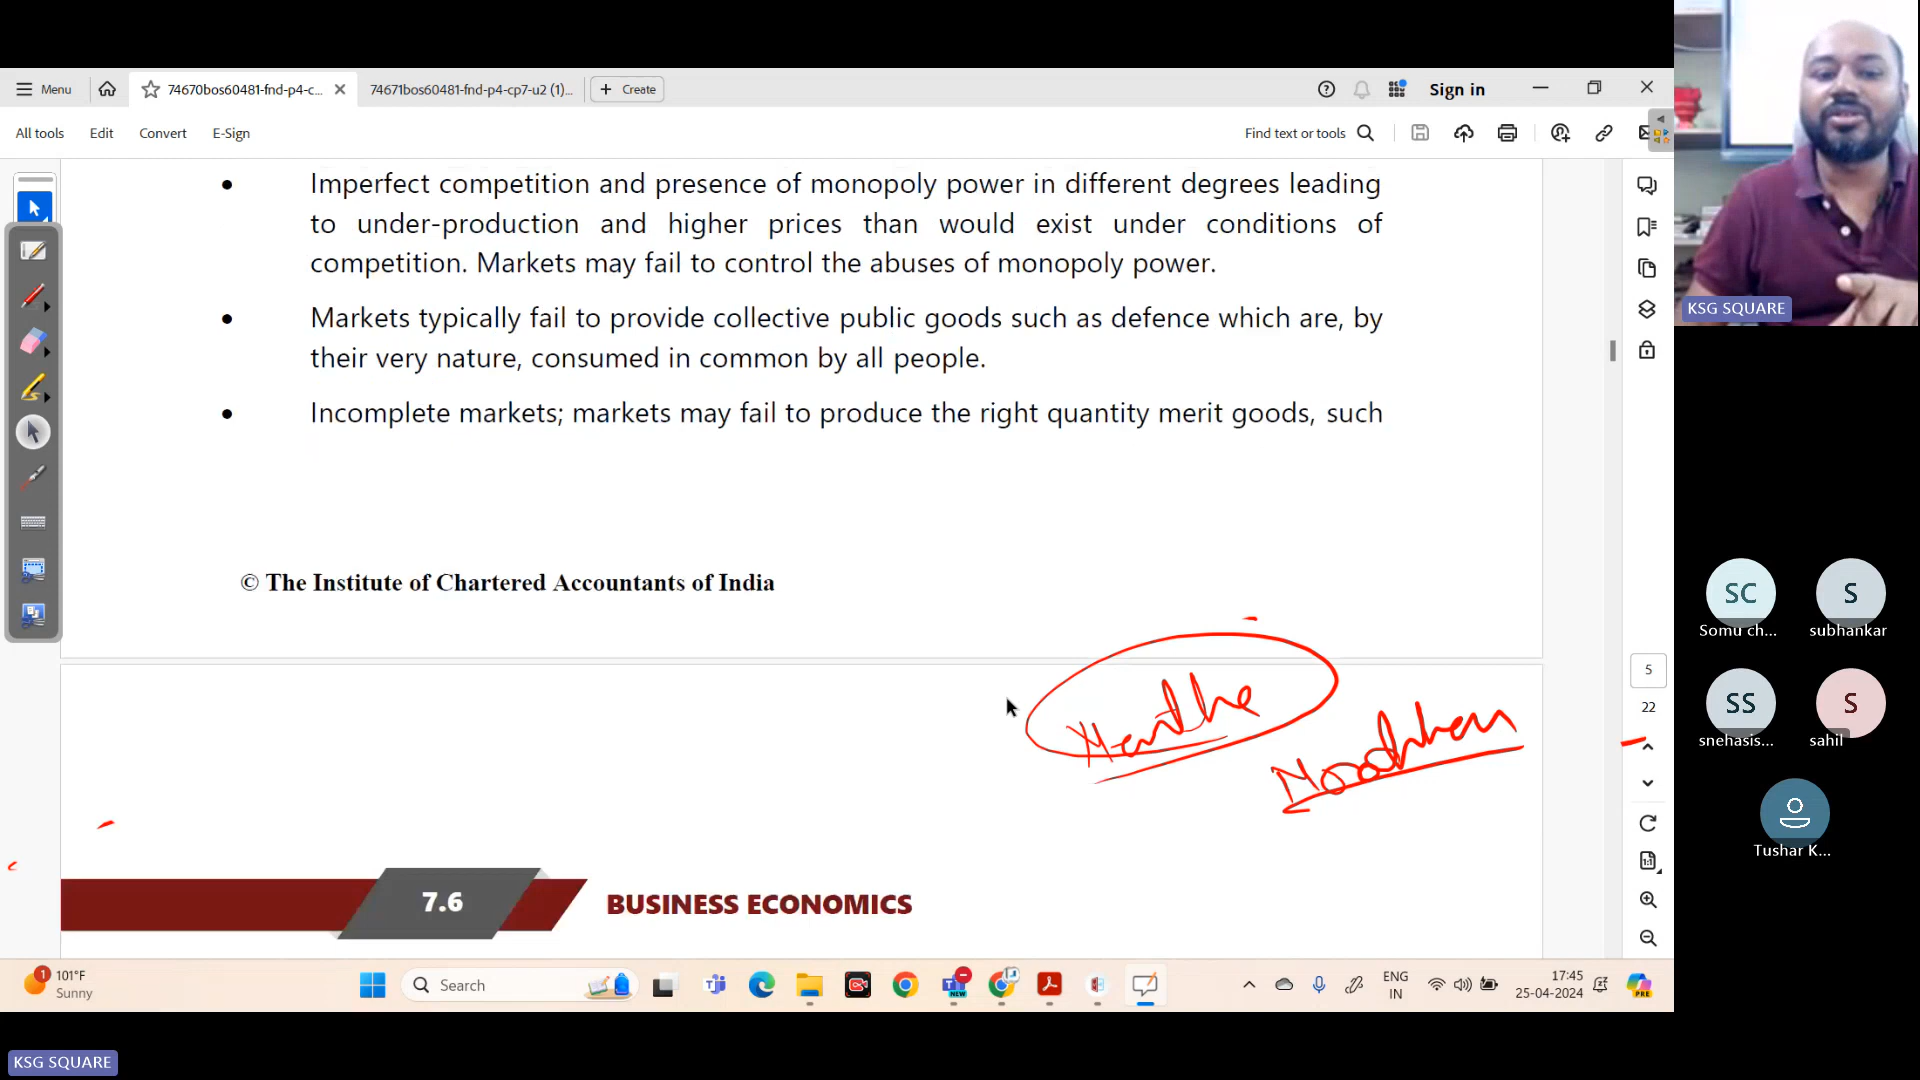 Menu
74670bos60481-fnd-p4-c...
74671bos60481-fnd-p4-cp7-u2 (1)...
Create
Sign in
All tools
Edit
Convert
E-Sign
Find text or tools
• Imperfect competition and presence of monopoly power in different degrees leading
to under-production and higher prices than would exist under conditions of
competition. Markets may fail to control the abuses of monopoly power.
• Markets typically fail to provide collective public goods such as defence which are, by
their very nature, consumed in common by all people.
• Incomplete markets; markets may fail to produce the right quantity merit goods, such
© The Institute of Chartered Accountants of India
7.6
BUSINESS ECONOMICS
5
22
KSG SQUARE
SC
Somu ch...
S
subhankar
SS
snehasis...
S
sahil
Tushar K...
1
101°F
Sunny
Search
NEW
ENG
IN
17:45
25-04-2024
PRE
KSG SQUARE